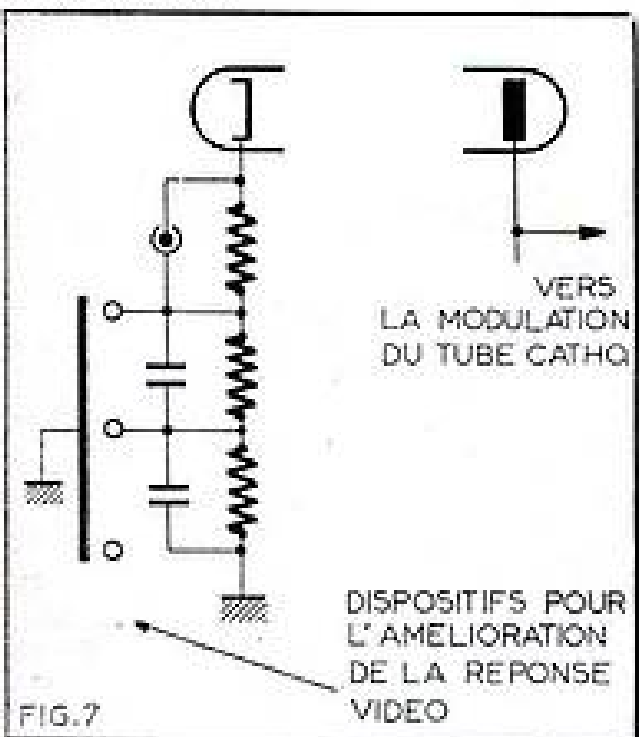 VERS
LA MODULATION
DU TUBE CATHO
DISPOSITIFS POUR
L'AMELIORATION
DE LA REPONSE
VIDEO
FIG.7